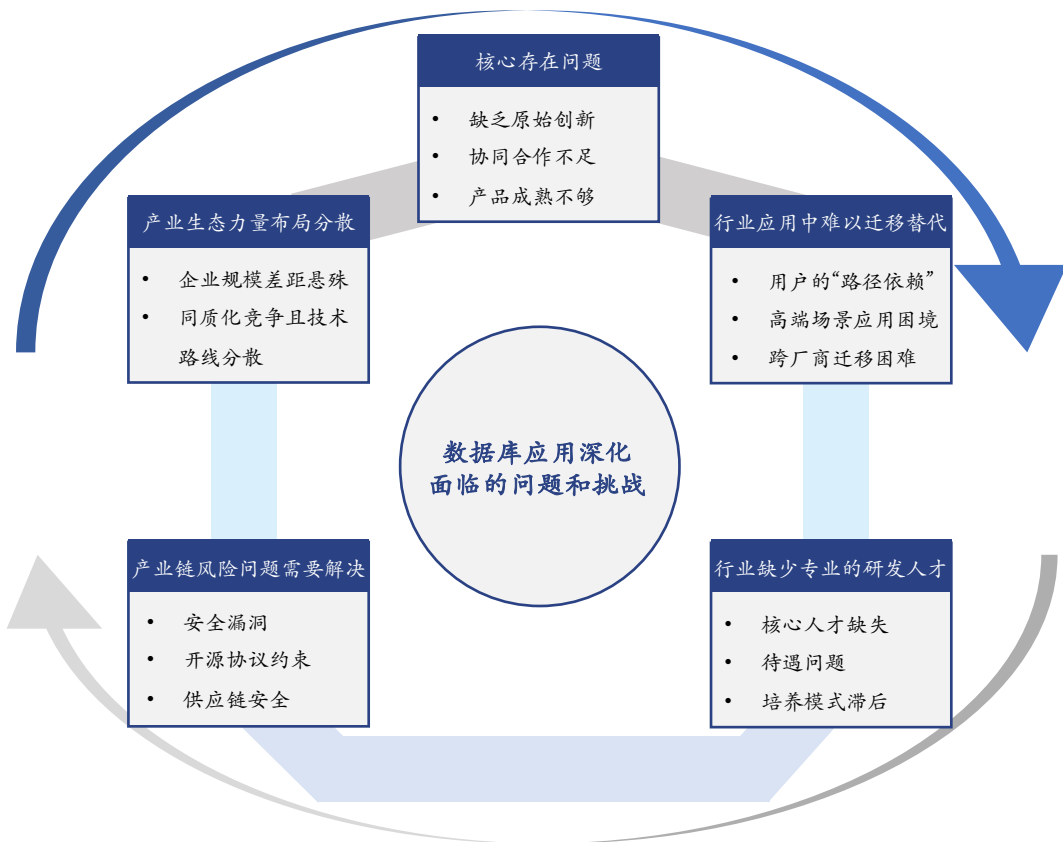 核心存在问题
• 缺乏原始创新
• 协同合作不足
• 产品成熟不够
产业生态力量布局分散
• 企业规模差距悬殊
• 同质化竞争且技术
路线分散
行业应用中难以迁移替代
• 用户的“路径依赖”
• 高端场景应用困境
• 跨厂商迁移困难
数据库应用深化
面临的问题和挑战
产业链风险问题需要解决
• 安全漏洞
• 开源协议约束
• 供应链安全
行业缺少专业的研发人才
• 核心人才缺失
• 待遇问题
• 培养模式滞后